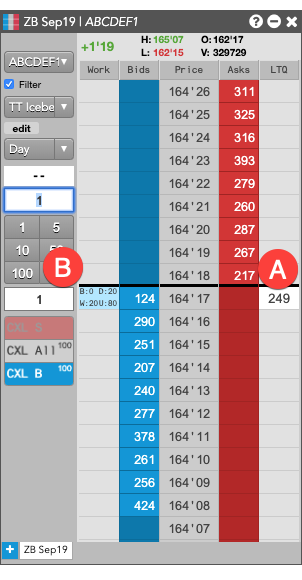 ZB Sep19 | ABCDEF1
+1'19
H: 165'07 O: 162'17
L: 162'15 V: 329729
ABCDEF1
Work Bids Price Asks LTQ
Filter
TT Icebe
edit
Day
--
1
1 5
10
100
1
CXL S
CXL All 100
CXL B 100
164'26 311
164'25 325
164'24 316
164'23 393
164'22 279
164'21 260
164'20 287
164'19 267
164'18 217
B
A
B:0 D:20
W:20U:80
124 164'17 249
290 164'16
251 164'15
207 164'14
240 164'13
277 164'12
378 164'11
261 164'10
256 164'09
424 164'08
164'07
+ ZB Sep19